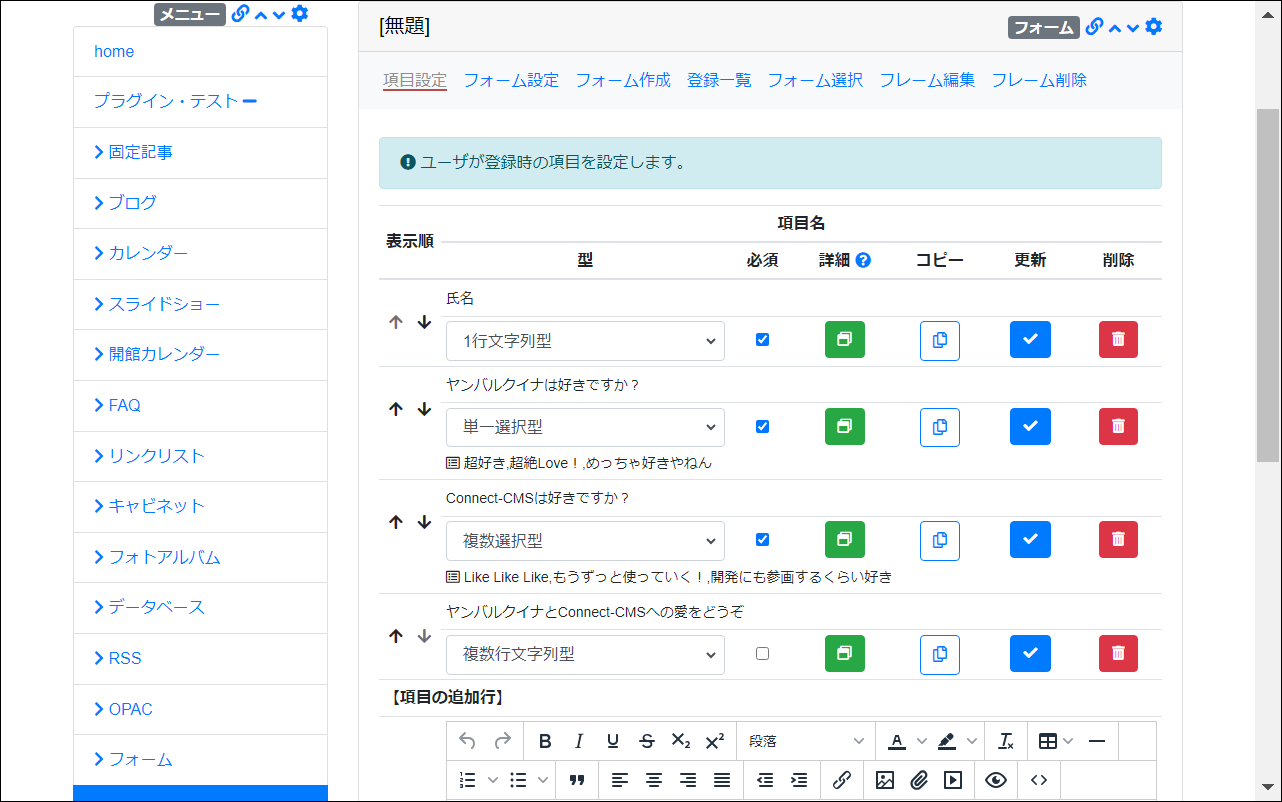 メニュー
home
プラグイン・テスト
固定記事
ブログ
カレンダー
スライドショー
開館カレンダー
FAQ
リンクリスト
キャビネット
フォトアルバム
データベース
RSS
OPAC
フォーム
[無題] フォーム
項目設定 フォーム設定 フォーム作成 登録一覧 フォーム選択 フレーム編集 フレーム削除
ユーザが登録時の項目を設定します。
表示順 項目名
型 必須 詳細 コピー 更新 削除
氏名
1行文字列型
ヤンバルクイナは好きですか？
単一選択型
超好き,超絶Love！,めっちゃ好きやねん
Connect-CMSは好きですか？
複数選択型
Like Like Like,もうずっと使っていく！,開発にも参画するくらい好き
ヤンバルクイナとConnect-CMSへの愛をどうぞ
複数行文字列型
【項目の追加行】
段落